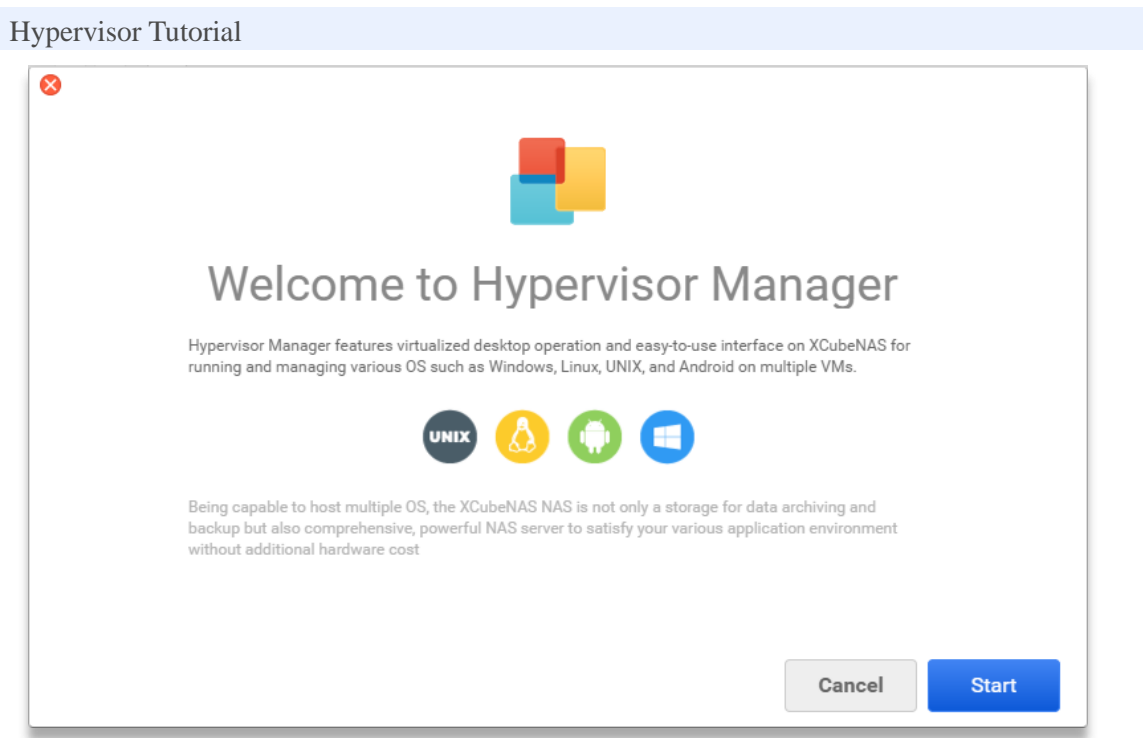 Hypervisor Tutorial
Welcome to Hypervisor Manager
Hypervisor Manager features virtualized desktop operation and easy-to-use interface on XCubeNAS for
running and managing various OS such as Windows, Linux, UNIX, and Android on multiple VMs.
UNIX
Being capable to host multiple OS, the XCubeNAS NAS is not only a storage for data archiving and
backup but also comprehensive, powerful NAS server to satisfy your various application environment
without additional hardware cost
Cancel
Start